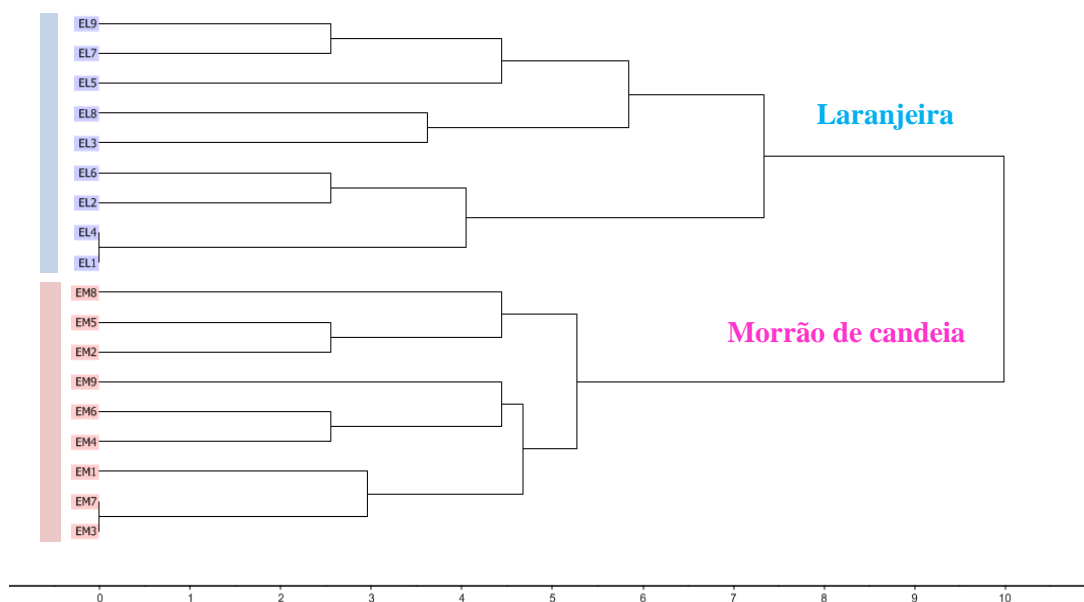 EL9
EL7
EL5
EL8
Laranjeira
EL3
EL6
EL2
EL4
EL1
EM8
EM5
Morrão de candeia
EM2
EM9
EM6
EM4
EM1
EM7
EM3
0 1 2 3 4 5 6 7 8 9 10